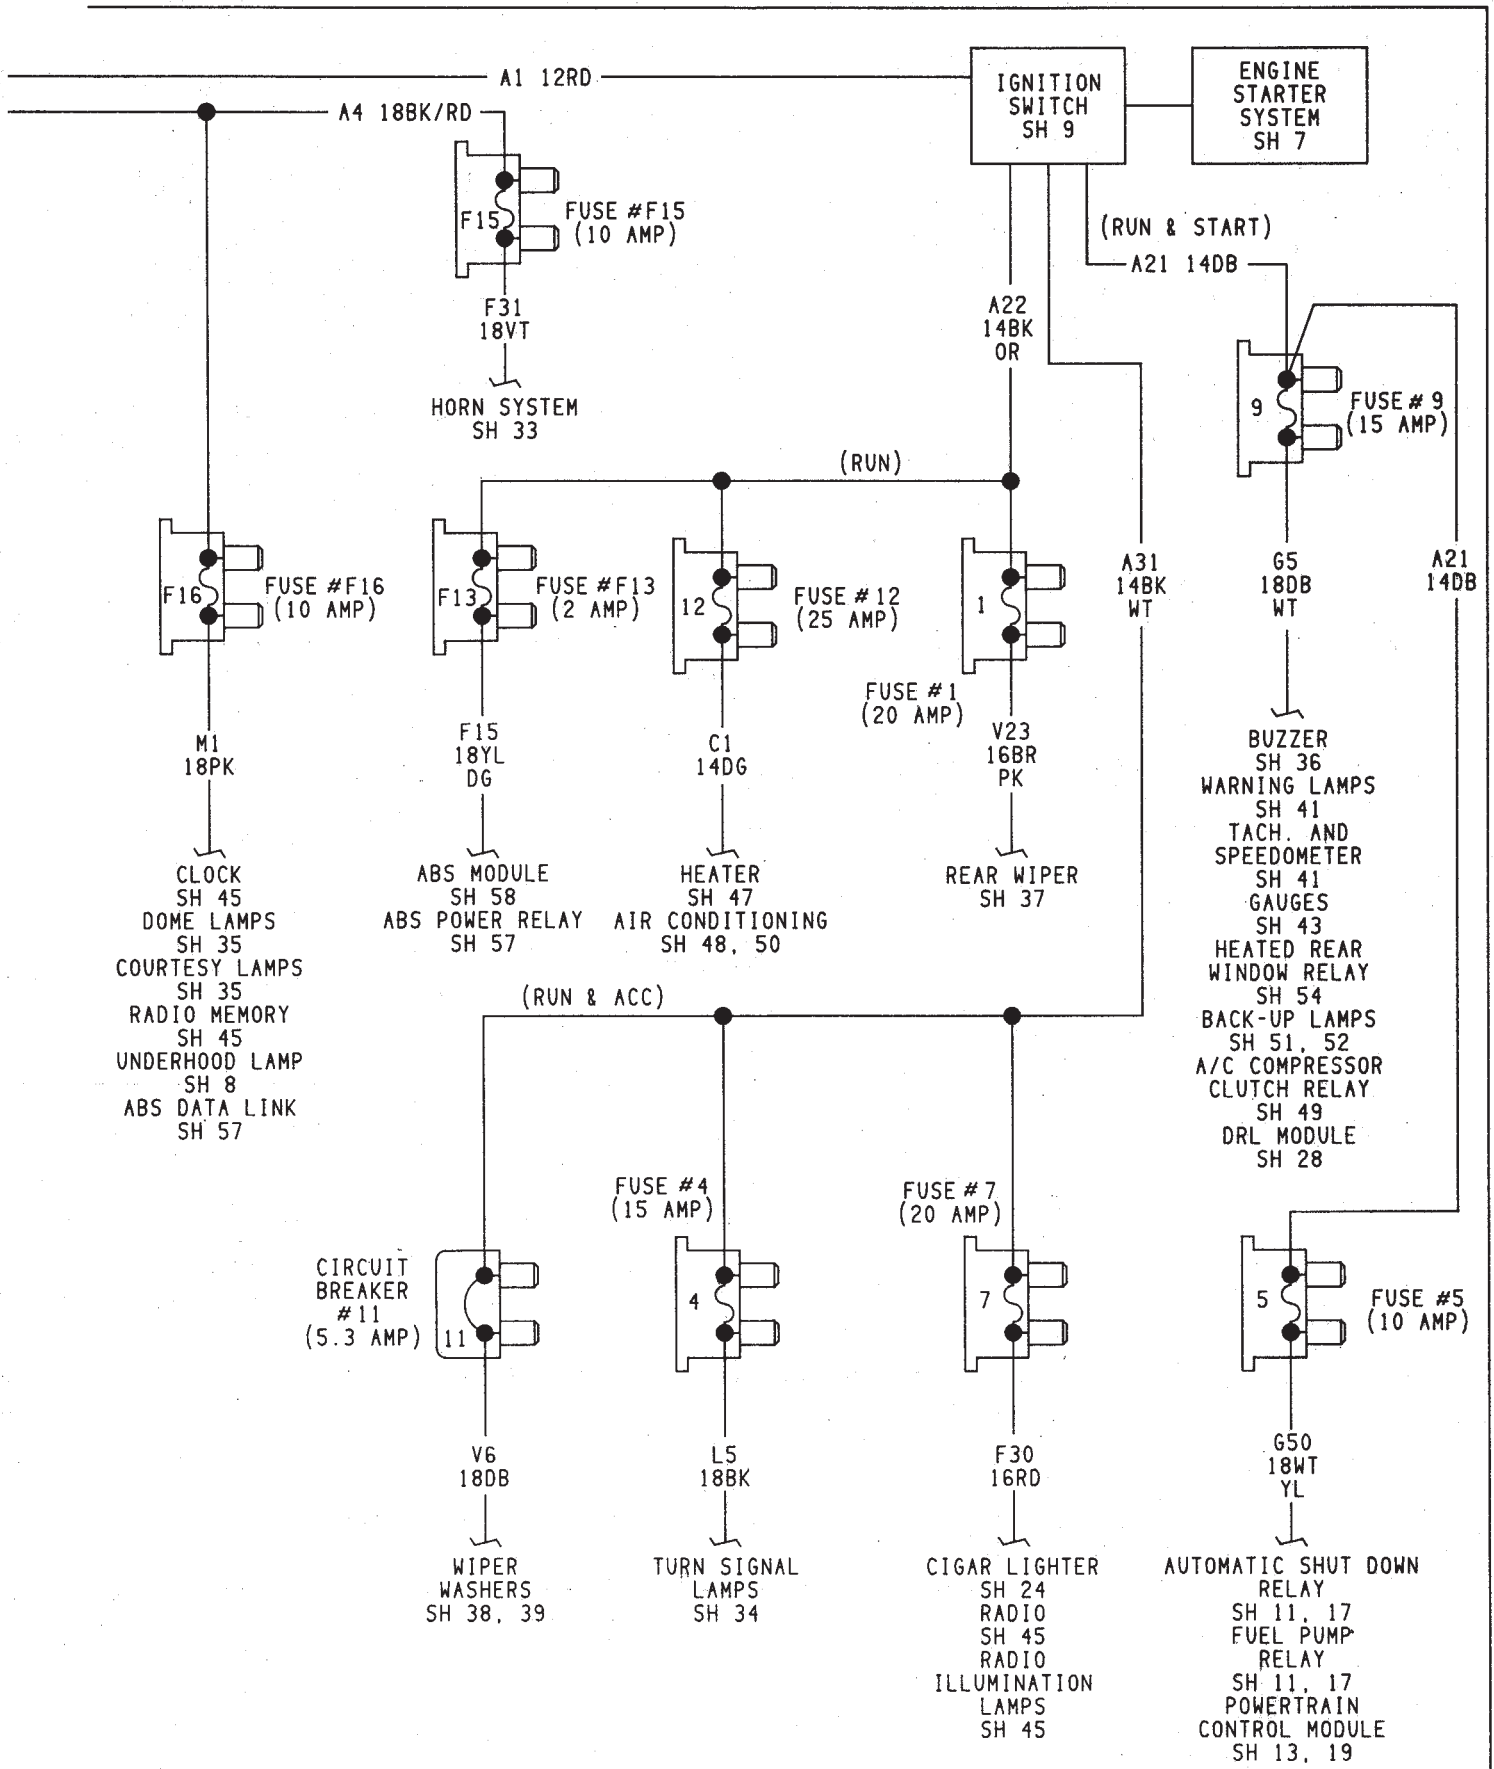 A1 12RD
IGNITION
SWITCH
SH 9
ENGINE
STARTER
SYSTEM
SH 7
A4 18BK/RD
F15
FUSE #F15
(10 AMP)
F31
18VT
HORN SYSTEM
SH 33
(RUN & START)
A21 14DB
A22
14BK
OR
9
FUSE # 9
(15 AMP)
(RUN)
F16
FUSE #F16
(10 AMP)
F13
FUSE #F13
(2 AMP)
12
FUSE # 12
(25 AMP)
1
FUSE # 1
(20 AMP)
A31
14BK
WT
G5
18DB
WT
A21
14DB
M1
18PK
F15
18YL
DG
C1
14DG
V23
16BR
PK
CLOCK
SH 45
DOME LAMPS
SH 35
COURTESY LAMPS
SH 35
RADIO MEMORY
SH 45
UNDERHOOD LAMP
SH 8
ABS DATA LINK
SH 57
ABS MODULE
SH 58
ABS POWER RELAY
SH 57
HEATER
SH 47
AIR CONDITIONING
SH 48, 50
REAR WIPER
SH 37
BUZZER
SH 36
WARNING LAMPS
SH 41
TACH. AND
SPEEDOMETER
SH 41
GAUGES
SH 43
HEATED REAR
WINDOW RELAY
SH 54
BACK-UP LAMPS
SH 51, 52
A/C COMPRESSOR
CLUTCH RELAY
SH 49
DRL MODULE
SH 28
(RUN & ACC)
CIRCUIT
BREAKER
# 11
(5.3 AMP)
11
FUSE #4
(15 AMP)
4
FUSE # 7
(20 AMP)
7
5
FUSE #5
(10 AMP)
V6
18DB
L5
18BK
F30
16RD
G50
18WT
YL
WIPER
WASHERS
SH 38, 39
TURN SIGNAL
LAMPS
SH 34
CIGAR LIGHTER
SH 24
RADIO
SH 45
RADIO
ILLUMINATION
LAMPS
SH 45
AUTOMATIC SHUT DOWN
RELAY
SH 11, 17
FUEL PUMP
RELAY
SH 11, 17
POWERTRAIN
CONTROL MODULE
SH 13, 19